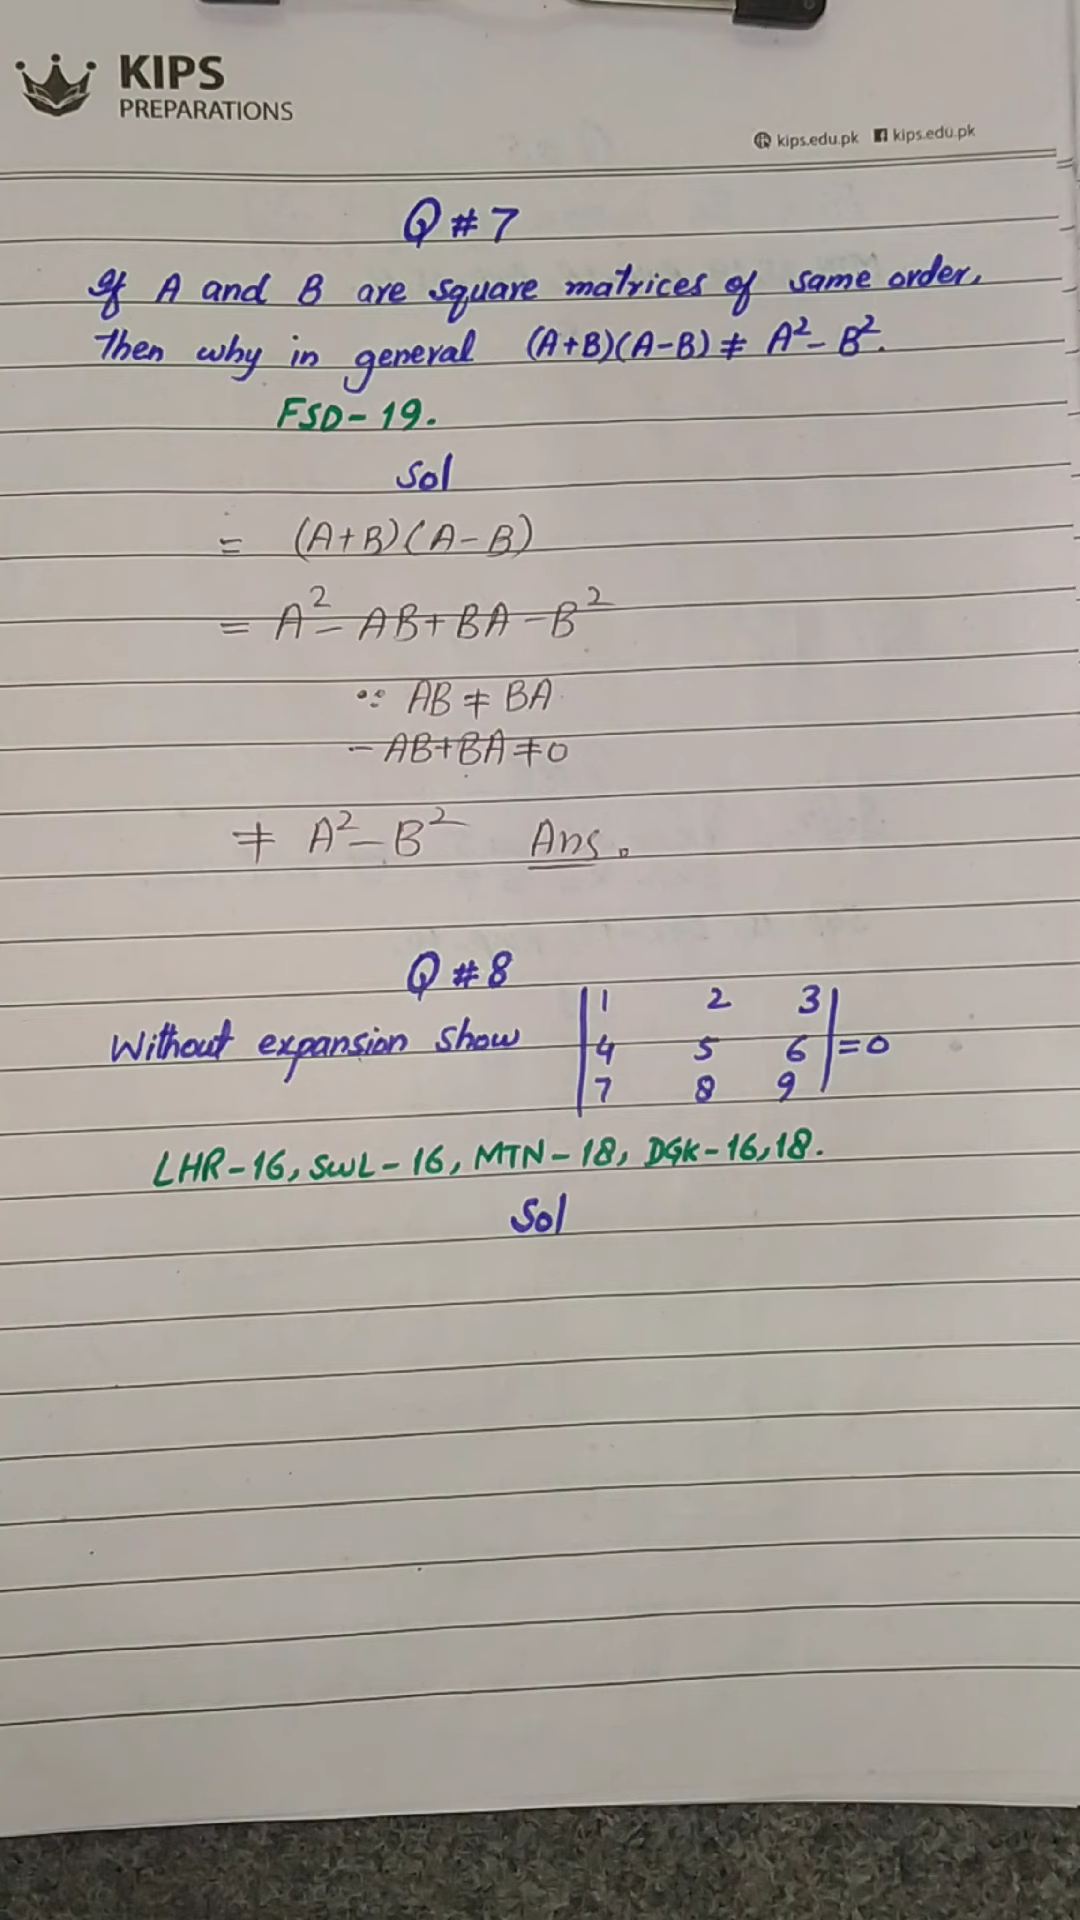 KIPS
PREPARATIONS
kips.edu.pk kips.edu.pk
Q # 7
If A and B are square matrices of same order,
Then why in general (A+B)(A-B) ≠ A² - B².
FSD - 19.
Sol
= (A+B)(A-B)
= A² - AB + BA - B²
∵ AB ≠ BA
- AB + BA ≠ 0
≠ A² - B² Ans.
Q # 8
Without expansion show
|1 2 3|
|4 5 6| = 0
|7 8 9|
LHR-16, SWL-16, MTN-18, DGK-16,18.
Sol